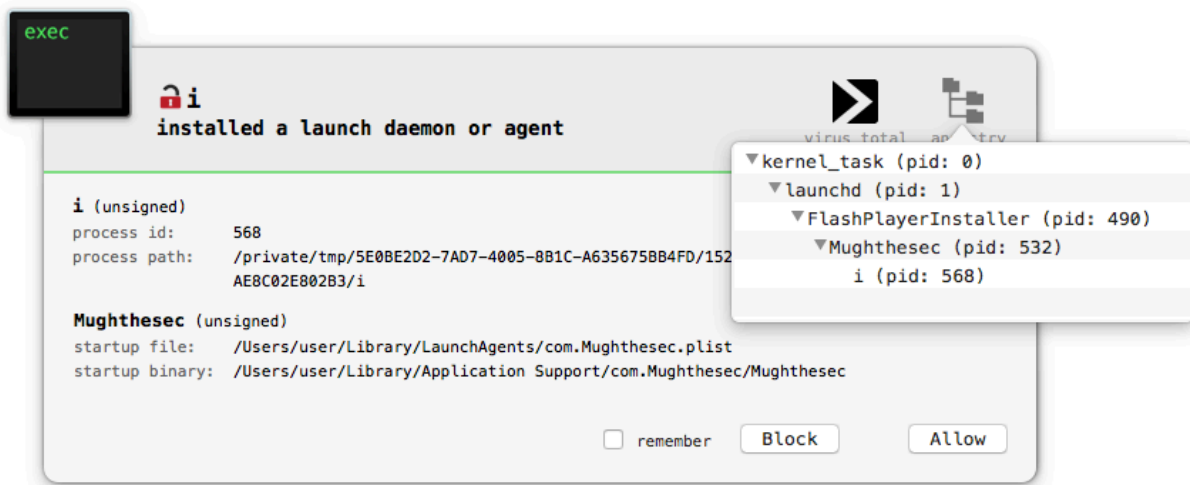 exec
i
installed a launch daemon or agent
virus total
ancestry
kernel_task (pid: 0)
launchd (pid: 1)
FlashPlayerInstaller (pid: 490)
Mughthesec (pid: 532)
i (pid: 568)
i (unsigned)
process id: 568
process path: /private/tmp/5E0BE2D2-7AD7-4005-8B1C-A635675BB4FD/152
AE8C02E802B3/i
Mughthesec (unsigned)
startup file: /Users/user/Library/LaunchAgents/com.Mughthesec.plist
startup binary: /Users/user/Library/Application Support/com.Mughthesec/Mughthesec
remember Block Allow